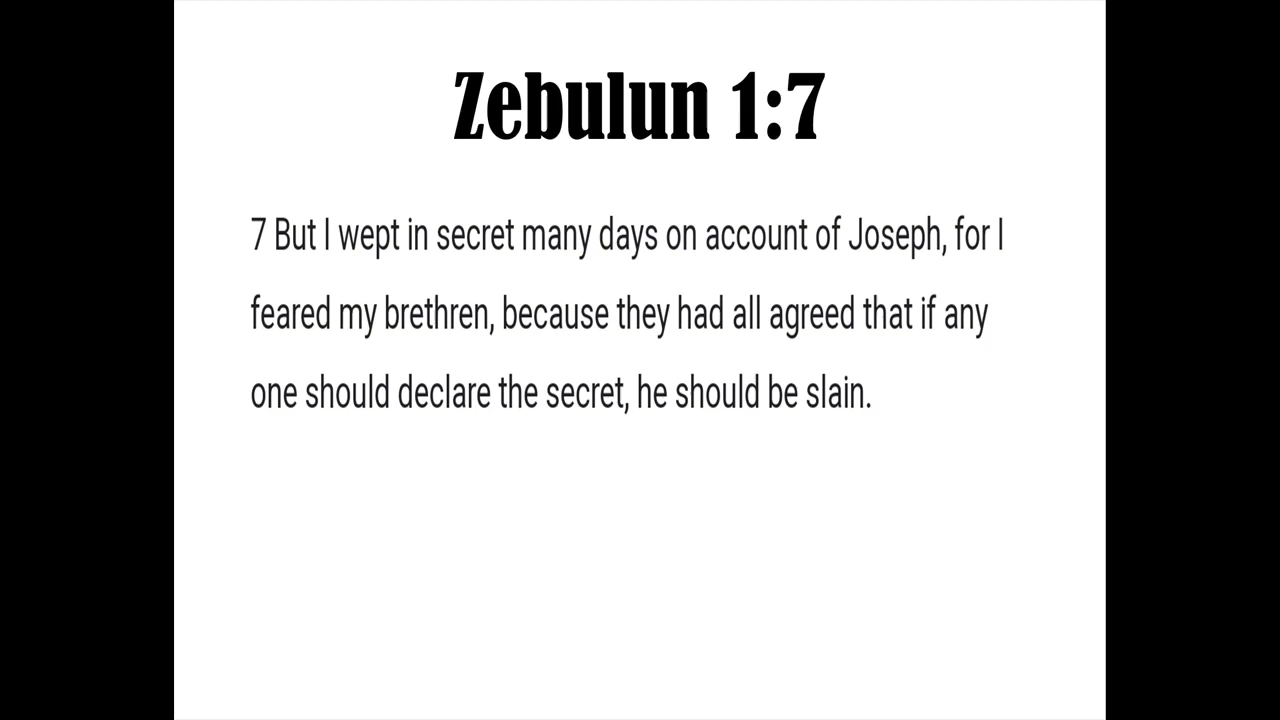 Zebulun 1:7
7 But I wept in secret many days on account of Joseph, for I
feared my brethren, because they had all agreed that if any
one should declare the secret, he should be slain.